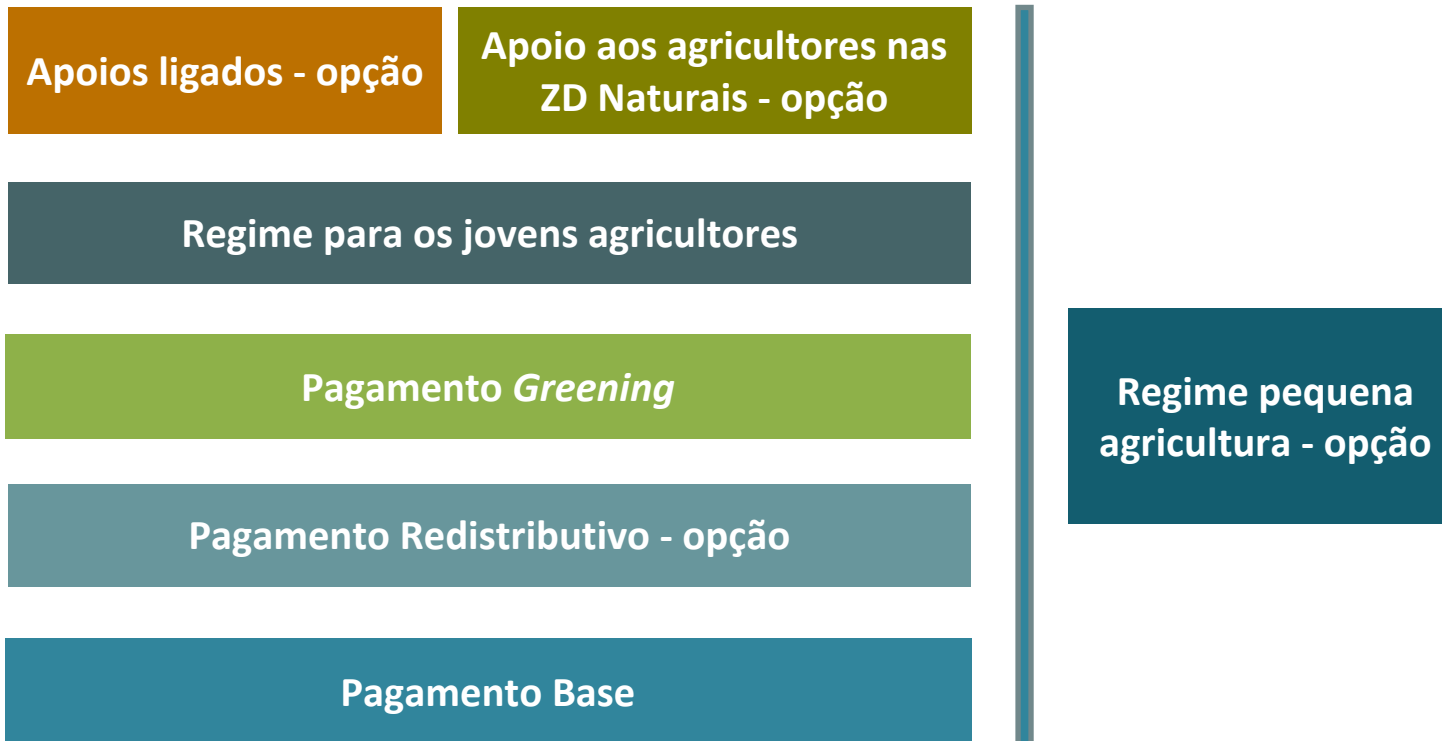 Apoios ligados - opção
Apoio aos agricultores nas
ZD Naturais - opção
Regime para os jovens agricultores
Pagamento Greening
Pagamento Redistributivo - opção
Pagamento Base
Regime pequena
agricultura - opção